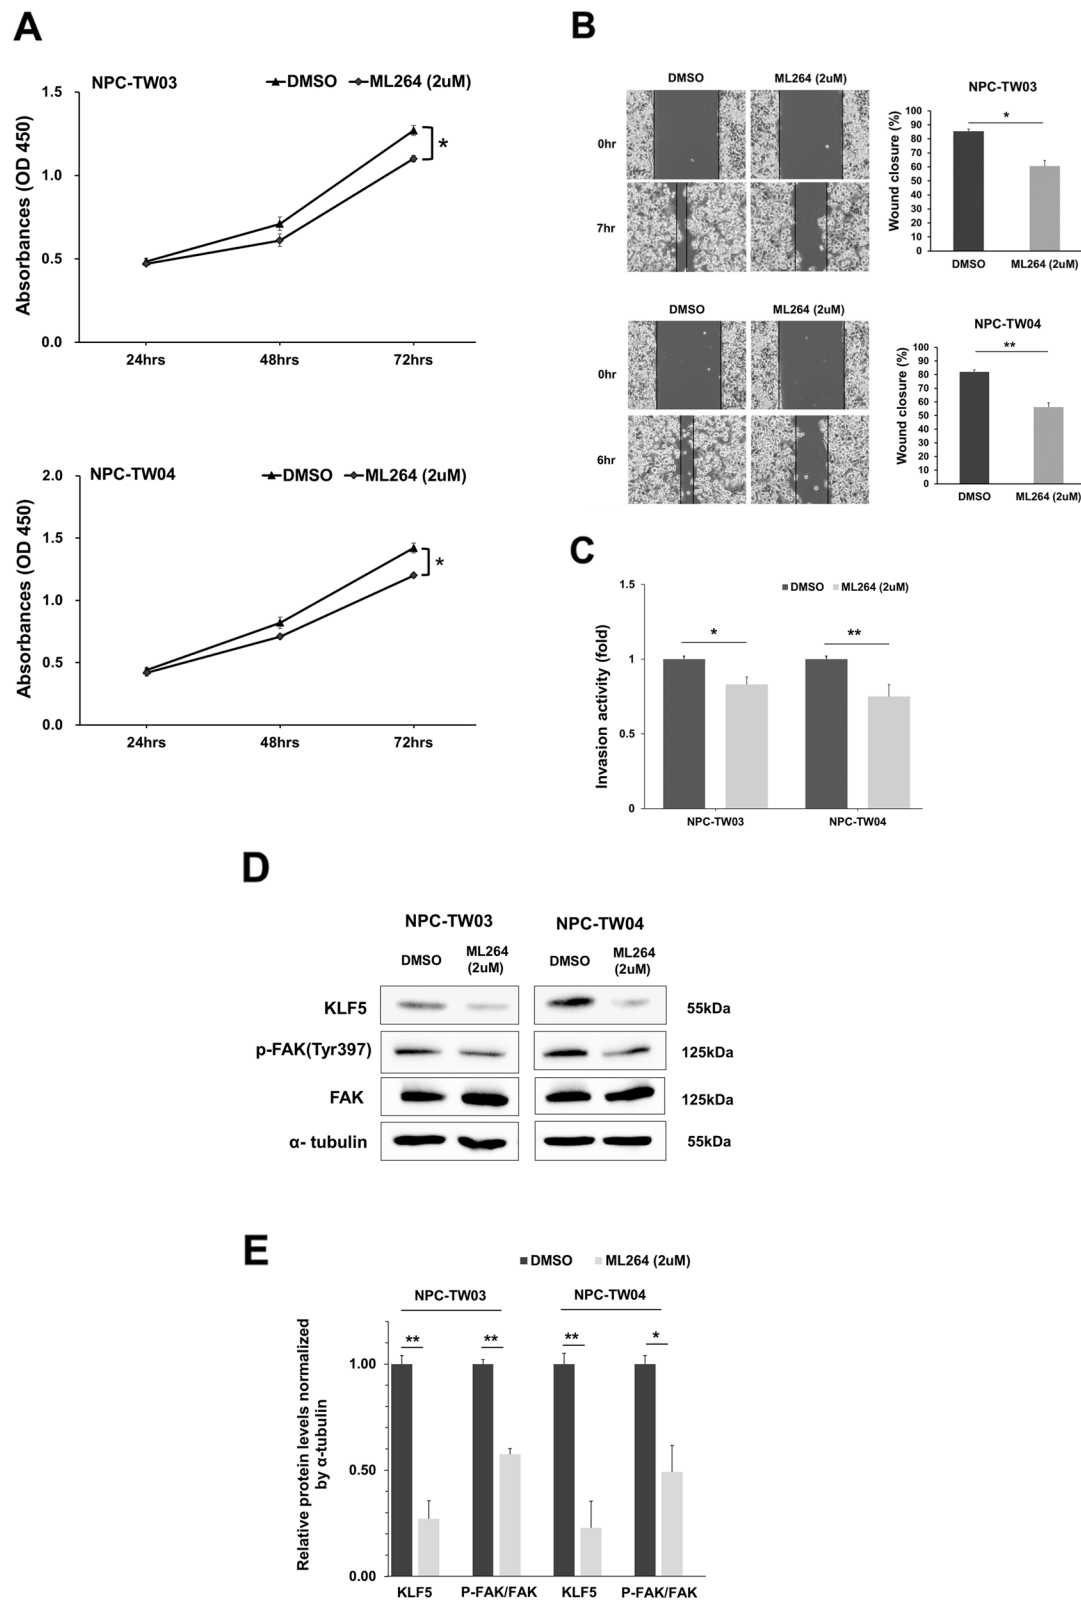 A
NPC-TW03
DMSO ML264 (2uM)
Absorbances (OD 450)
1.5
1.0
0.5
0.0
*
24hrs 48hrs 72hrs
NPC-TW04
DMSO ML264 (2uM)
Absorbances (OD 450)
2.0
1.5
1.0
0.5
0.0
*
24hrs 48hrs 72hrs
B
DMSO ML264 (2uM)
0hr
7hr
NPC-TW03
Wound closure (%)
100
90
80
70
60
50
40
30
20
10
0
*
DMSO ML264 (2uM)
DMSO ML264 (2uM)
0hr
6hr
NPC-TW04
Wound closure (%)
100
90
80
70
60
50
40
30
20
10
0
**
DMSO ML264 (2uM)
C
DMSO ML264 (2uM)
Invasion activity (fold)
1.5
1
0.5
0
* **
NPC-TW03 NPC-TW04
D
NPC-TW03 NPC-TW04
DMSO ML264 DMSO ML264
(2uM) (2uM)
KLF5 55kDa
p-FAK(Tyr397) 125kDa
FAK 125kDa
α- tubulin 55kDa
E
DMSO ML264 (2uM)
NPC-TW03 NPC-TW04
Relative protein levels normalized
by α-tubulin
** ** ** *
1.00
0.50
0.00
KLF5 P-FAK/FAK KLF5 P-FAK/FAK